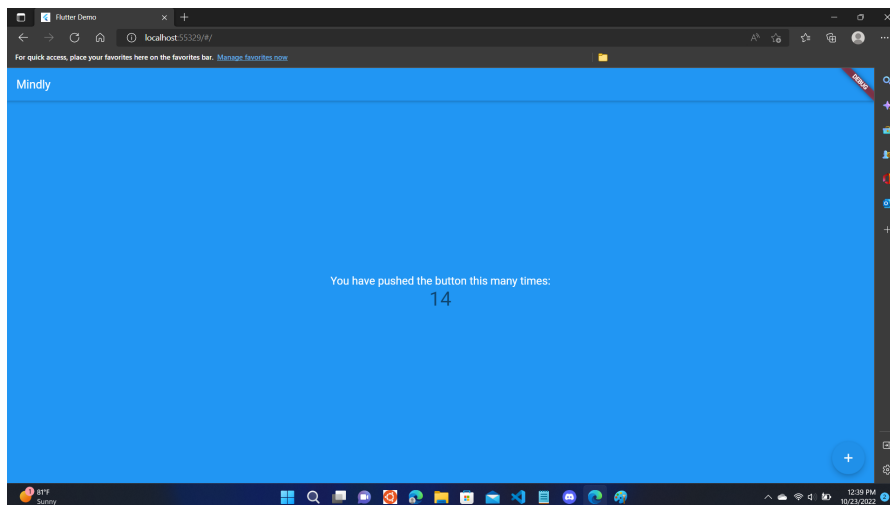 Flutter Demo
localhost:55329/#/
For quick access, place your favorites here on the favorites bar. Manage favorites now
Mindly
DEBUG
You have pushed the button this many times:
14
81°F
Sunny
12:39 PM
10/23/2022